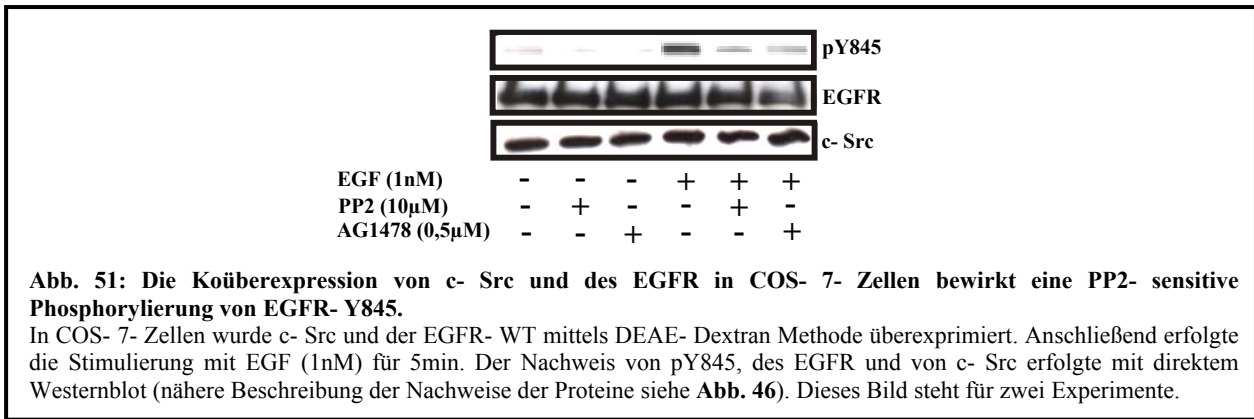 pY845
EGFR
c- Src
EGF (1nM) - - - + + +
PP2 (10µM) - + - - + -
AG1478 (0,5µM) - - + - - +
Abb. 51: Die Koüberexpression von c- Src und des EGFR in COS- 7- Zellen bewirkt eine PP2- sensitive
Phosphorylierung von EGFR- Y845.
In COS- 7- Zellen wurde c- Src und der EGFR- WT mittels DEAE- Dextran Methode überexprimiert. Anschließend erfolgte
die Stimulierung mit EGF (1nM) für 5min. Der Nachweis von pY845, des EGFR und von c- Src erfolgte mit direktem
Westernblot (nähere Beschreibung der Nachweise der Proteine siehe Abb. 46). Dieses Bild steht für zwei Experimente.